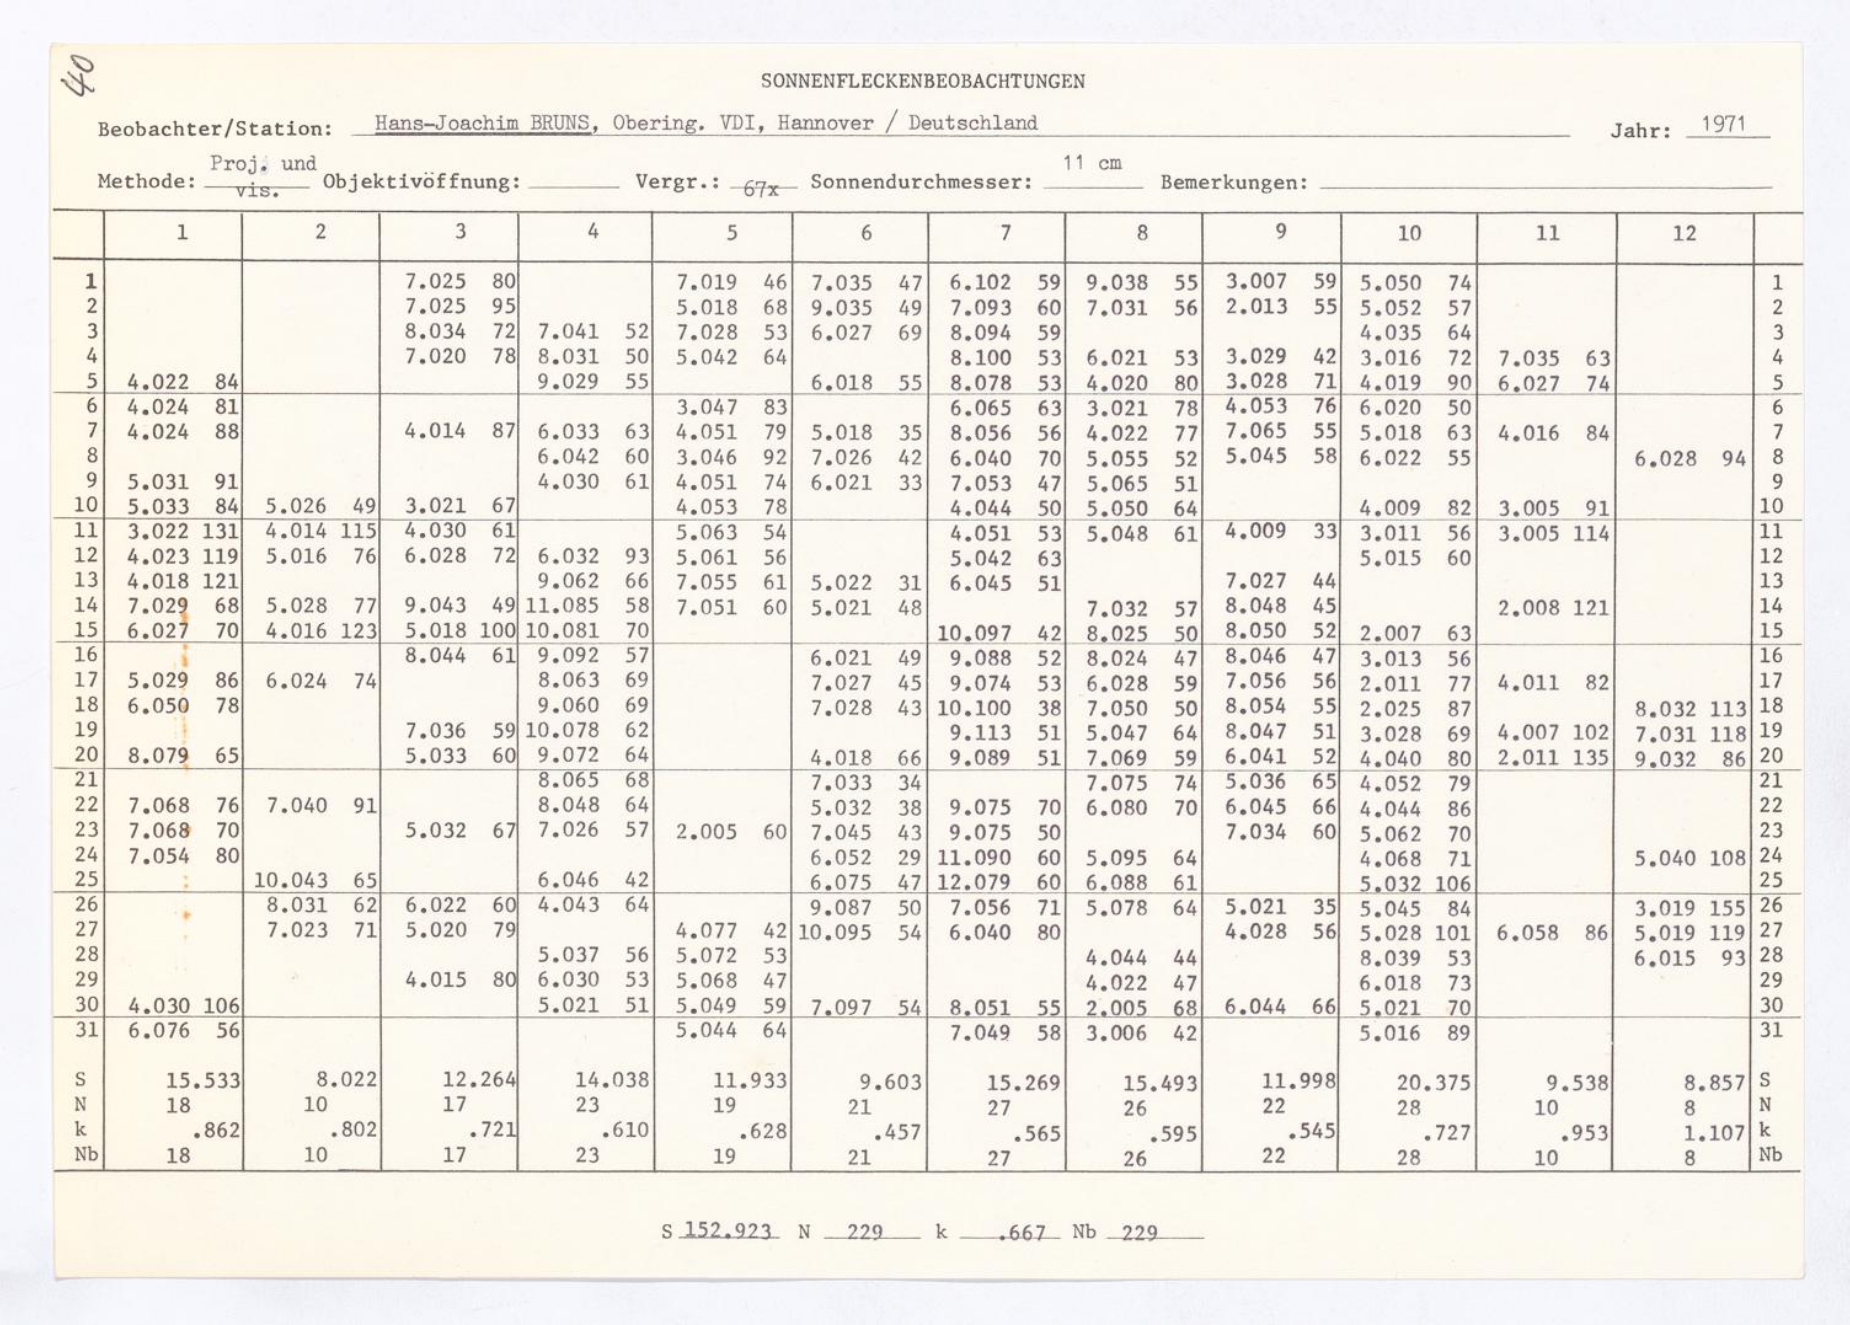 40
SONNENFLECKENBEOBACHTUNGEN
Beobachter/Station: Hans-Joachim BRUNS, Obering. VDI, Hannover / Deutschland Jahr: 1971
Proj. und 11 cm
Methode: vis. Objektivöffnung: Vergr.: 67x Sonnendurchmesser: Bemerkungen:
1 2 3 4 5 6 7 8 9 10 11 12
1 7.025 80 7.019 46 7.035 47 6.102 59 9.038 55 3.007 59 5.050 74 1
2 7.025 95 5.018 68 9.035 49 7.093 60 7.031 56 2.013 55 5.052 57 2
3 8.034 72 7.041 52 7.028 53 6.027 69 8.094 59 4.035 64 3
4 7.020 78 8.031 50 5.042 64 8.100 53 6.021 53 3.029 42 3.016 72 7.035 63 4
5 4.022 84 9.029 55 6.018 55 8.078 53 4.020 80 3.028 71 4.019 90 6.027 74 5
6 4.024 81 3.047 83 6.065 63 3.021 78 4.053 76 6.020 50 6
7 4.024 88 4.014 87 6.033 63 4.051 79 5.018 35 8.056 56 4.022 77 7.065 55 5.018 63 4.016 84 7
8 6.042 60 3.046 92 7.026 42 6.040 70 5.055 52 5.045 58 6.022 55 6.028 94 8
9 5.031 91 4.030 61 4.051 74 6.021 33 7.053 47 5.065 51 9
10 5.033 84 5.026 49 3.021 67 4.053 78 4.044 50 5.050 64 4.009 82 3.005 91 10
11 3.022 131 4.014 115 4.030 61 5.063 54 4.051 53 5.048 61 4.009 33 3.011 56 3.005 114 11
12 4.023 119 5.016 76 6.028 72 6.032 93 5.061 56 5.042 63 5.015 60 12
13 4.018 121 9.062 66 7.055 61 5.022 31 6.045 51 7.027 44 13
14 7.029 68 5.028 77 9.043 49 11.085 58 7.051 60 5.021 48 7.032 57 8.048 45 2.008 121 14
15 6.027 70 4.016 123 5.018 100 10.081 70 10.097 42 8.025 50 8.050 52 2.007 63 15
16 8.044 61 9.092 57 6.021 49 9.088 52 8.024 47 8.046 47 3.013 56 16
17 5.029 86 6.024 74 8.063 69 7.027 45 9.074 53 6.028 59 7.056 56 2.011 77 4.011 82 17
18 6.050 78 9.060 69 7.028 43 10.100 38 7.050 50 8.054 55 2.025 87 8.032 113 18
19 7.036 59 10.078 62 9.113 51 5.047 64 8.047 51 3.028 69 4.007 102 7.031 118 19
20 8.079 65 5.033 60 9.072 64 4.018 66 9.089 51 7.069 59 6.041 52 4.040 80 2.011 135 9.032 86 20
21 8.065 68 7.033 34 7.075 74 5.036 65 4.052 79 21
22 7.068 76 7.040 91 8.048 64 5.032 38 9.075 70 6.080 70 6.045 66 4.044 86 22
23 7.068 70 5.032 67 7.026 57 2.005 60 7.045 43 9.075 50 7.034 60 5.062 70 23
24 7.054 80 6.052 29 11.090 60 5.095 64 4.068 71 5.040 108 24
25 10.043 65 6.046 42 6.075 47 12.079 60 6.088 61 5.032 106 25
26 8.031 62 6.022 60 4.043 64 9.087 50 7.056 71 5.078 64 5.021 35 5.045 84 3.019 155 26
27 7.023 71 5.020 79 4.077 42 10.095 54 6.040 80 4.028 56 5.028 101 6.058 86 5.019 119 27
28 5.037 56 5.072 53 4.044 44 8.039 53 6.015 93 28
29 4.015 80 6.030 53 5.068 47 4.022 47 6.018 73 29
30 4.030 106 5.021 51 5.049 59 7.097 54 8.051 55 2.005 68 6.044 66 5.021 70 30
31 6.076 56 5.044 64 7.049 58 3.006 42 5.016 89 31
S 15.533 8.022 12.264 14.038 11.933 9.603 15.269 15.493 11.998 20.375 9.538 8.857 S
N 18 10 17 23 19 21 27 26 22 28 10 8 N
k .862 .802 .721 .610 .628 .457 .565 .595 .545 .727 .953 1.107 k
Nb 18 10 17 23 19 21 27 26 22 28 10 8 Nb
S 152.923 N 229 k .667 Nb 229